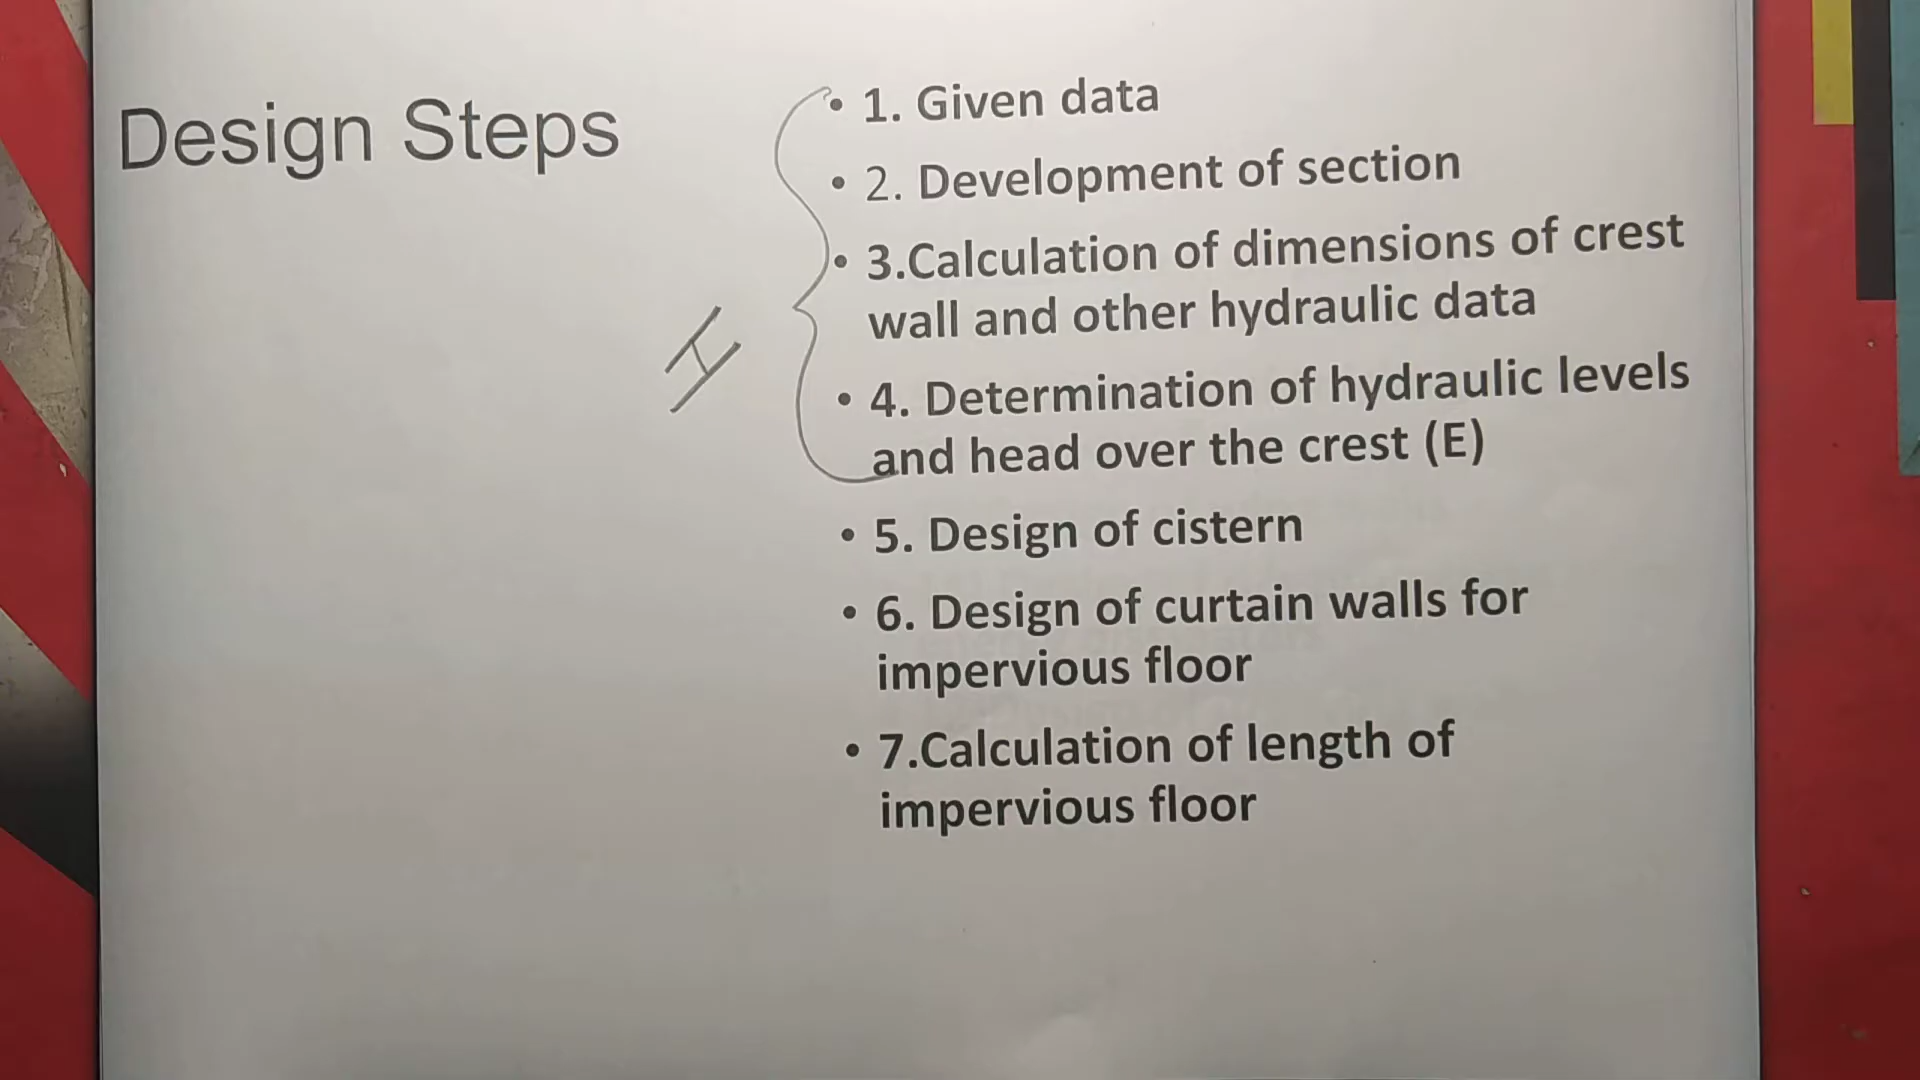 Design Steps
• 1. Given data
• 2. Development of section
• 3.Calculation of dimensions of crest
wall and other hydraulic data
• 4. Determination of hydraulic levels
and head over the crest (E)
• 5. Design of cistern
• 6. Design of curtain walls for
impervious floor
• 7.Calculation of length of
impervious floor
H